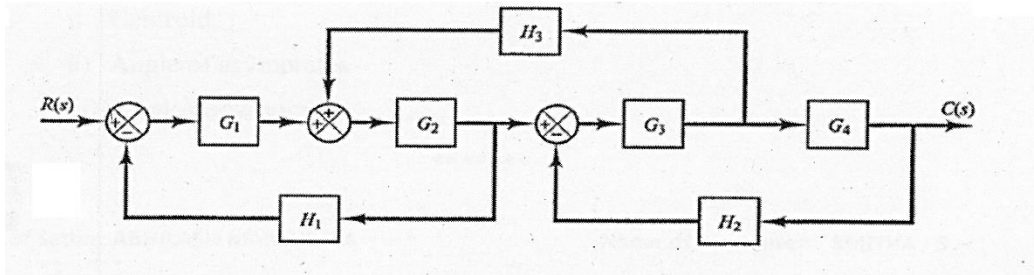 H₃
R(s) + − G₁ + + G₂ + − G₃ G₄ C(s)
H₁
H₂